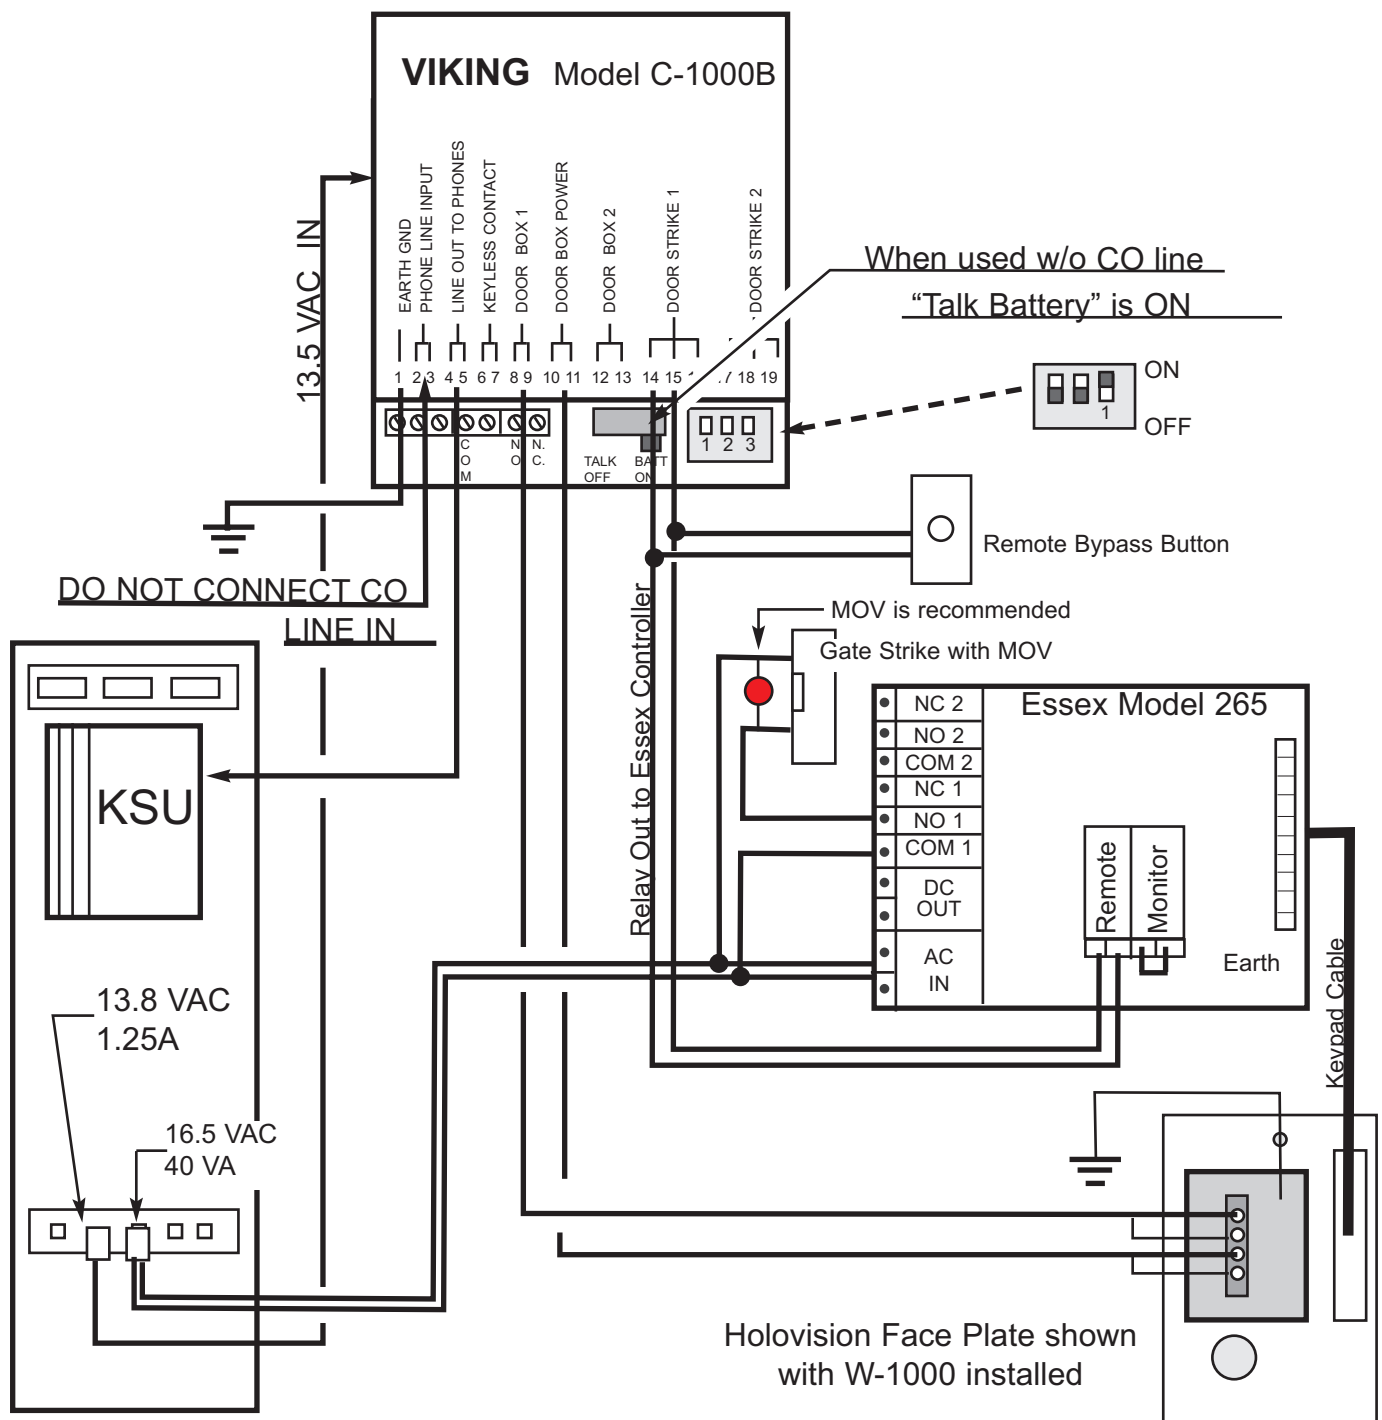 VIKING Model C-1000B
EARTH GND
PHONE LINE INPUT
LINE OUT TO PHONES
KEYLESS CONTACT
DOOR BOX 1
DOOR BOX POWER
DOOR BOX 2
DOOR STRIKE 1
DOOR STRIKE 2
1 2 3 4 5 6 7 8 9 10 11 12 13 14 15 1 17 18 19
COM
NO
N.C.
TALK BATT
OFF ON
1 2 3
13.5 VAC IN
When used w/o CO line
“Talk Battery” is ON
ON
1
OFF
Remote Bypass Button
DO NOT CONNECT CO
LINE IN
MOV is recommended
Gate Strike with MOV
Relay Out to Essex Controller
KSU
Essex Model 265
NC 2
NO 2
COM 2
NC 1
NO 1
COM 1
DC
OUT
AC
IN
Remote
Monitor
Earth
Keypad Cable
13.8 VAC
1.25A
16.5 VAC
40 VA
Holovision Face Plate shown
with W-1000 installed